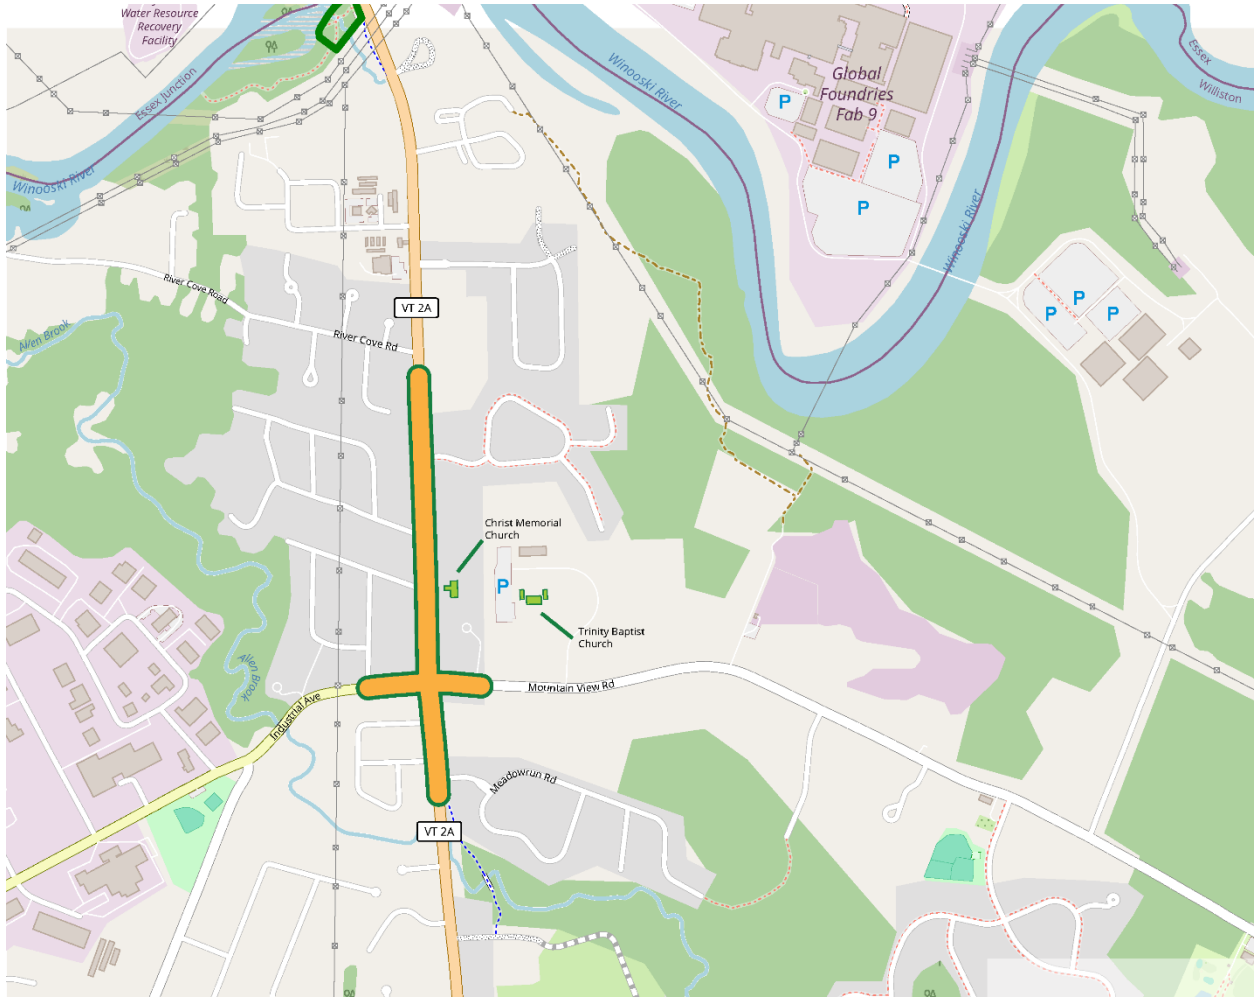 Water Resource
Recovery
Facility
Essex Junction
Winooski River
Winooski River
Global
Foundries
Fab 9
P
P
P
Essex
Williston
Winooski River
River Cove Road
VT 2A
P
P
P
Allen Brook
River Cove Rd
Christ Memorial
Church
P
Trinity Baptist
Church
Allen Brook
Mountain View Rd
Industrial Ave
Meadowrun Rd
VT 2A